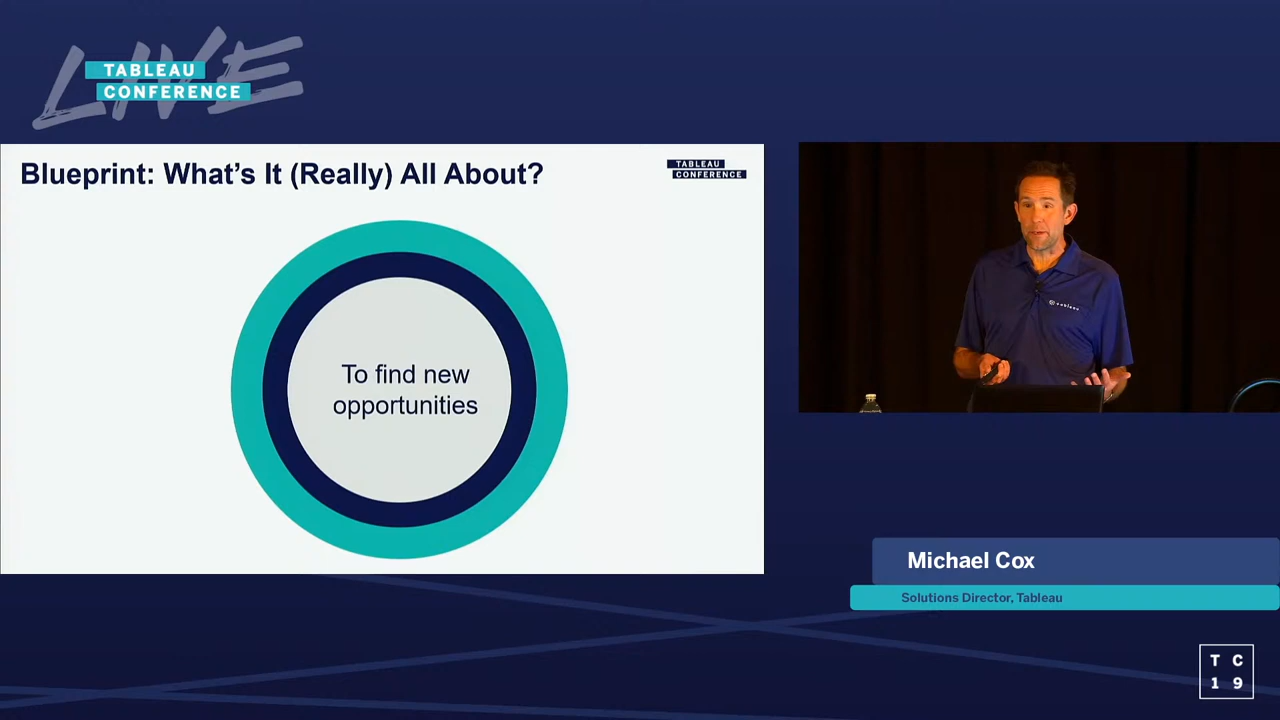 LIVE
TABLEAU
CONFERENCE
Blueprint: What's It (Really) All About?
TABLEAU
CONFERENCE
To find new
opportunities
tableau
Michael Cox
Solutions Director, Tableau
T C
1 9